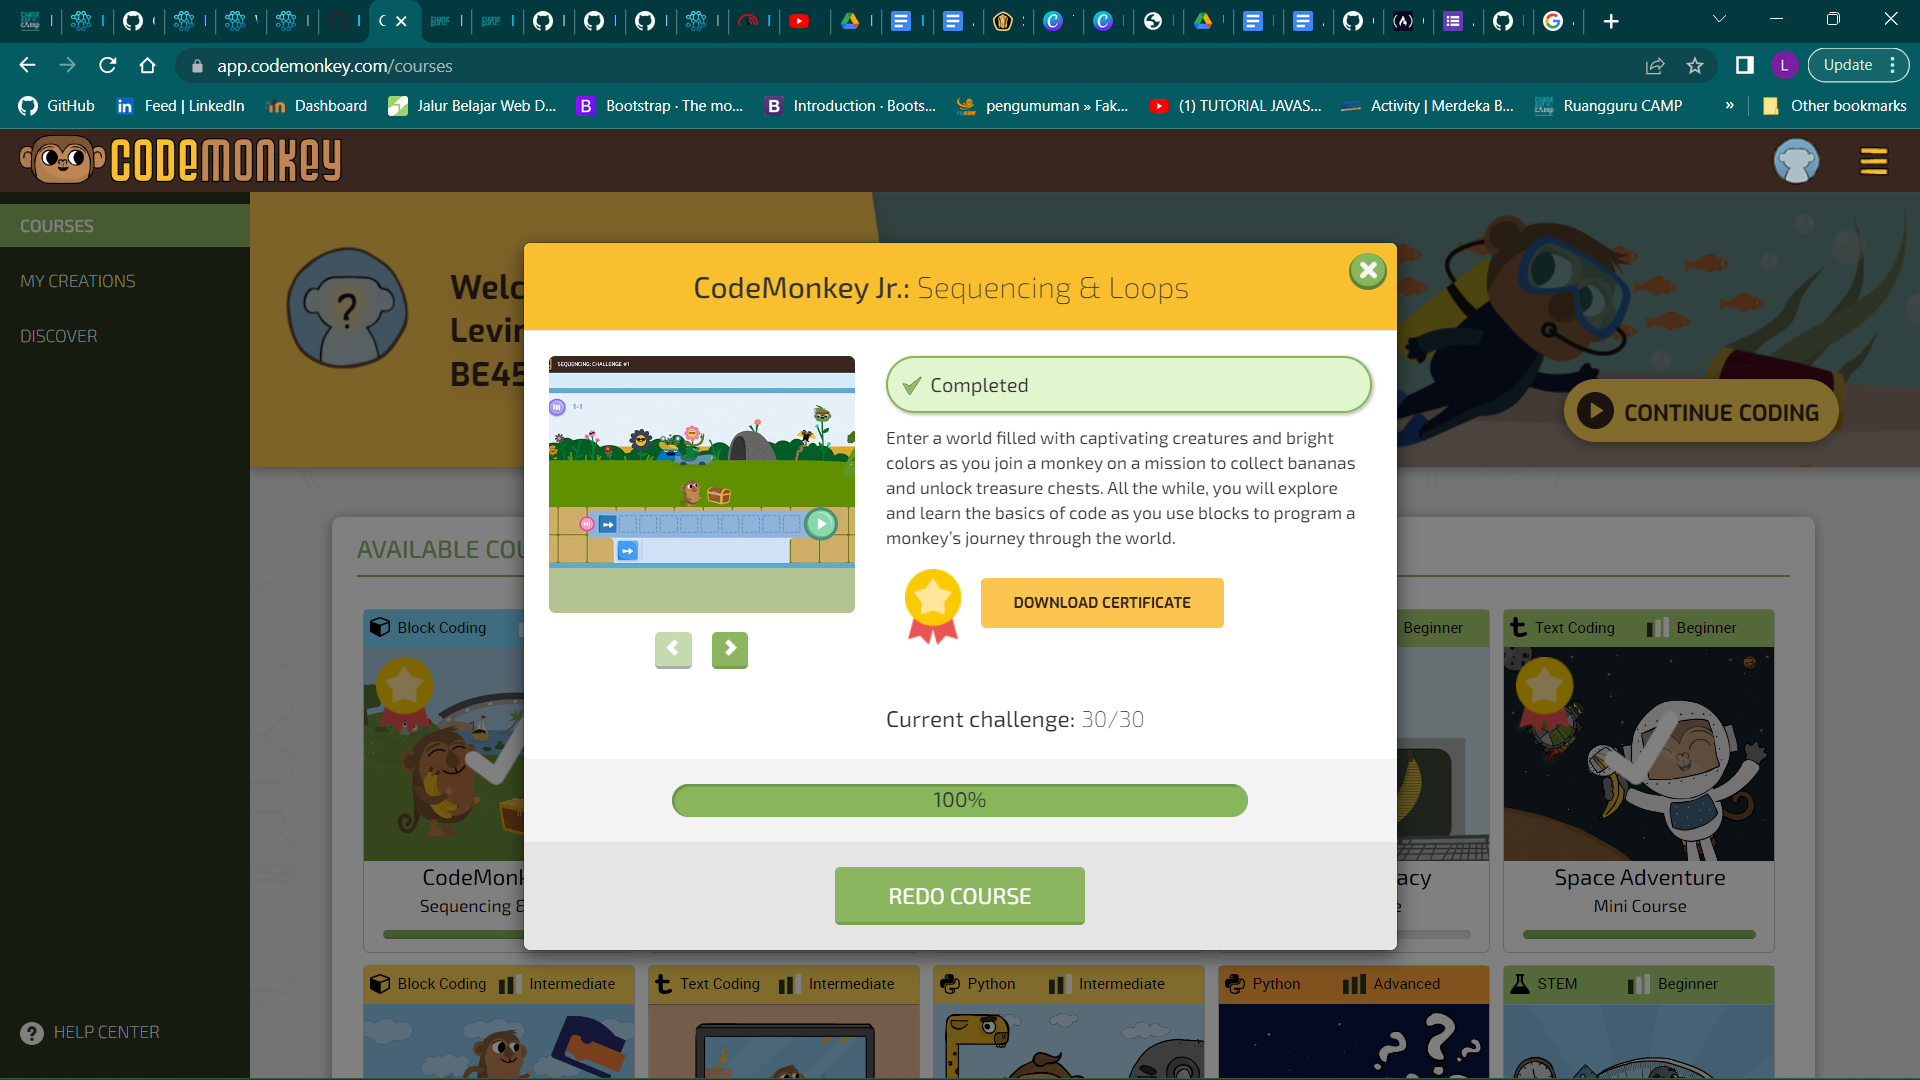 app.codemonkey.com/courses
Update
GitHub
Feed | LinkedIn
Dashboard
Jalur Belajar Web D...
Bootstrap · The mo...
Introduction · Boots...
pengumuman » Fak...
(1) TUTORIAL JAVAS...
Activity | Merdeka B...
Ruangguru CAMP
»
Other bookmarks
CODEMONKEY
COURSES
MY CREATIONS
DISCOVER
HELP CENTER
Welc
Levir
BE45
CONTINUE CODING
CodeMonkey Jr.: Sequencing & Loops
SEQUENCING: CHALLENGE #1
1-1
Completed
Enter a world filled with captivating creatures and bright
colors as you join a monkey on a mission to collect bananas
and unlock treasure chests. All the while, you will explore
and learn the basics of code as you use blocks to program a
monkey's journey through the world.
DOWNLOAD CERTIFICATE
Current challenge: 30/30
100%
REDO COURSE
AVAILABLE COU
Block Coding
Beginner
Text Coding
Beginner
CodeMonk
Sequencing &
acy
Space Adventure
Mini Course
Block Coding
Intermediate
Text Coding
Intermediate
Python
Intermediate
Python
Advanced
STEM
Beginner